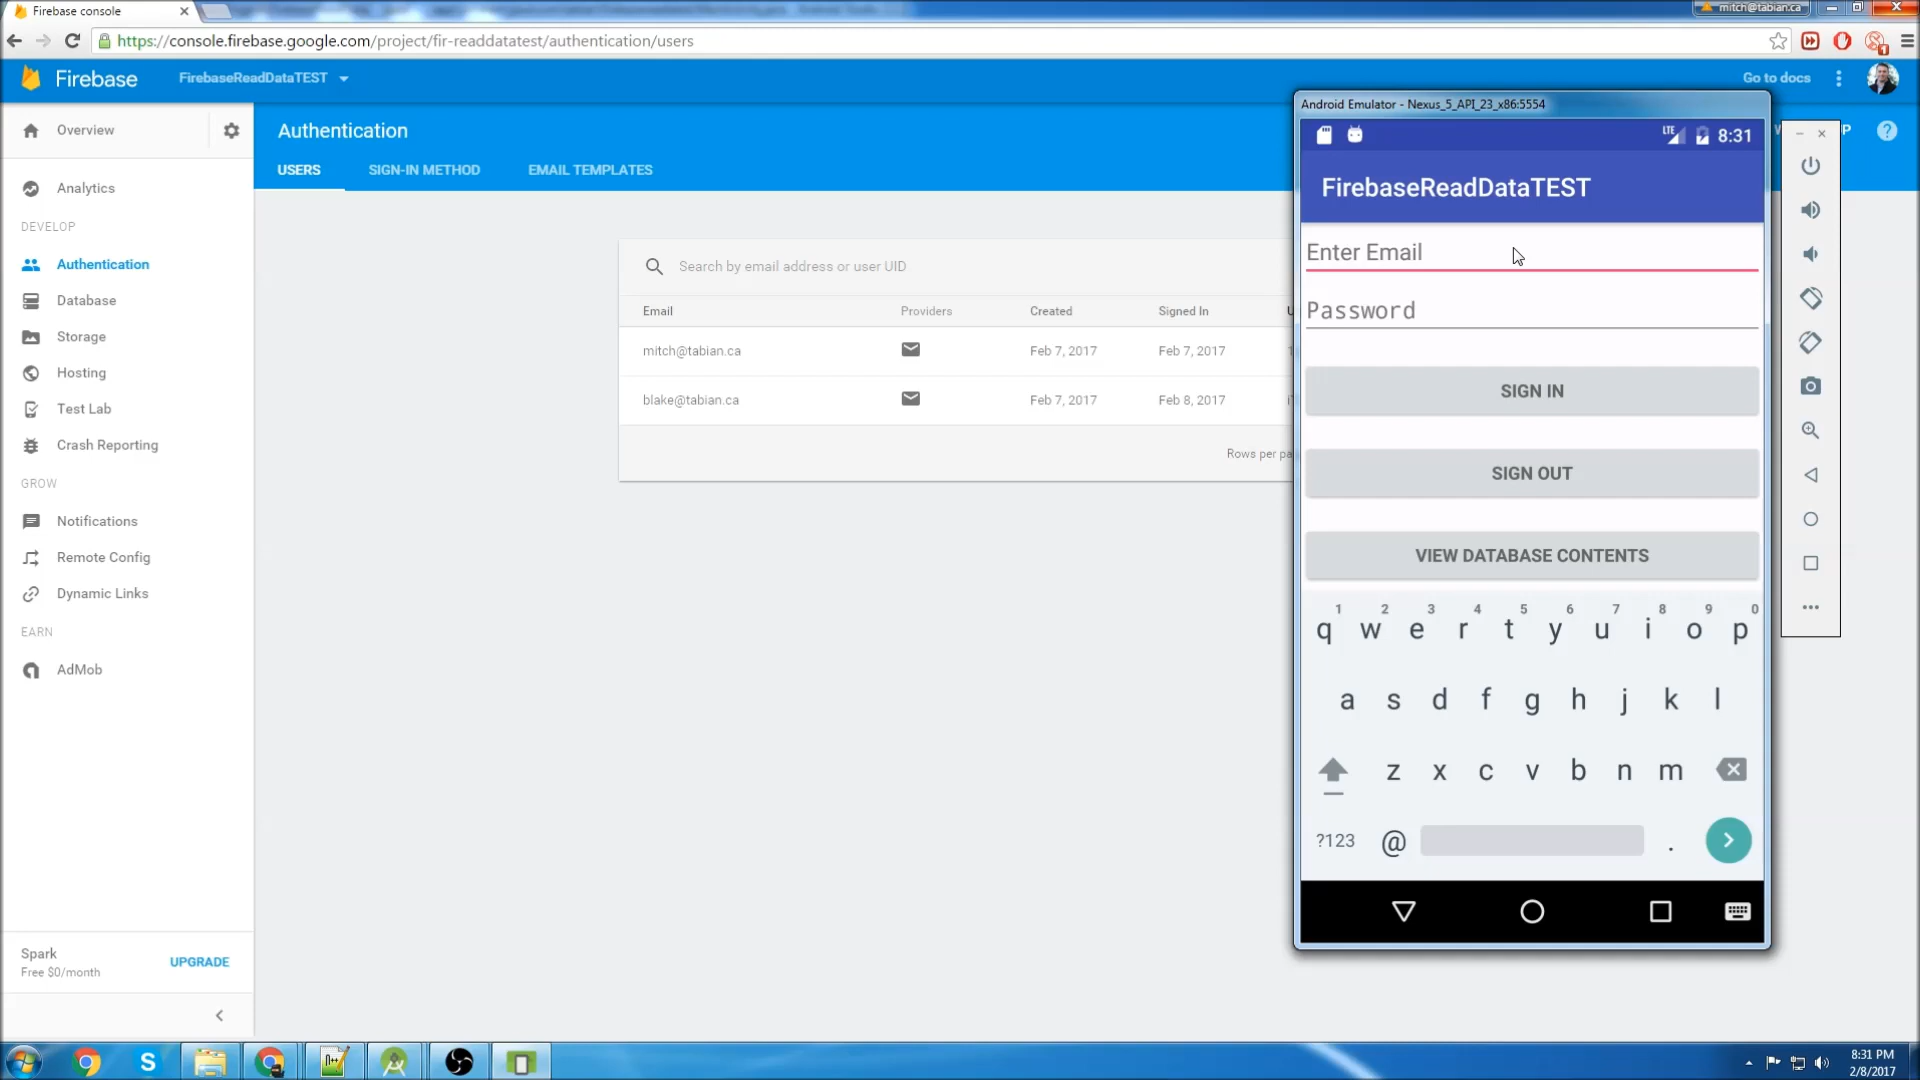 Firebase console
mitch@tabian.ca
https://console.firebase.google.com/project/fir-readdatatest/authentication/users
Firebase
FirebaseReadDataTEST
Go to docs
Overview
Authentication
USERS
SIGN-IN METHOD
EMAIL TEMPLATES
Analytics
DEVELOP
Authentication
Database
Storage
Hosting
Test Lab
Crash Reporting
GROW
Notifications
Remote Config
Dynamic Links
EARN
AdMob
Spark
Free $0/month
UPGRADE
Search by email address or user UID
Email Providers Created Signed In
mitch@tabian.ca Feb 7, 2017 Feb 7, 2017
blake@tabian.ca Feb 7, 2017 Feb 8, 2017
Rows per pa
Android Emulator - Nexus_5_API_23_x86:5554
LTE 8:31
FirebaseReadDataTEST
Enter Email
Password
SIGN IN
SIGN OUT
VIEW DATABASE CONTENTS
1 2 3 4 5 6 7 8 9 0
q w e r t y u i o p
a s d f g h j k l
z x c v b n m
?123 @ .
8:31 PM
2/8/2017